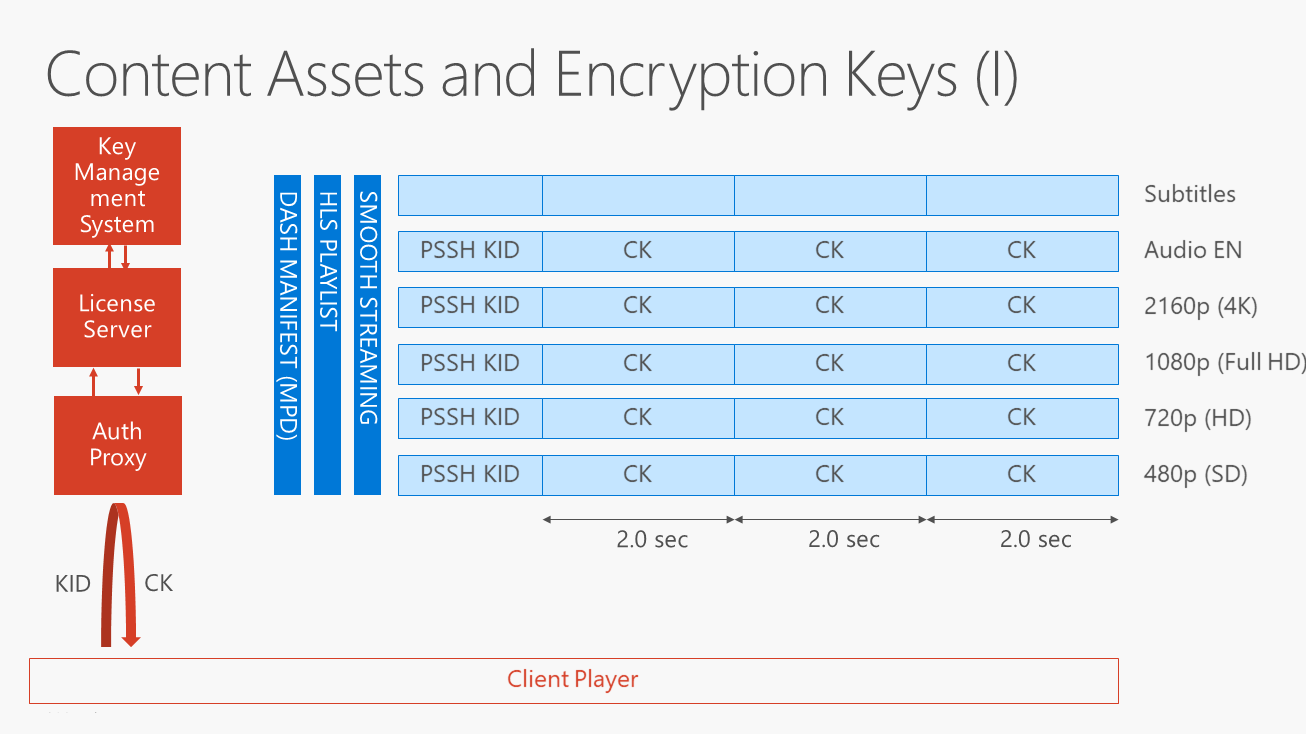 Content Assets and Encryption Keys (I)
Key
Manage
ment
System
License
Server
Auth
Proxy
KID
CK
DASH MANIFEST (MPD)
HLS PLAYLIST
SMOOTH STREAMING
Subtitles
PSSH KID CK CK CK Audio EN
PSSH KID CK CK CK 2160p (4K)
PSSH KID CK CK CK 1080p (Full HD)
PSSH KID CK CK CK 720p (HD)
PSSH KID CK CK CK 480p (SD)
2.0 sec 2.0 sec 2.0 sec
Client Player